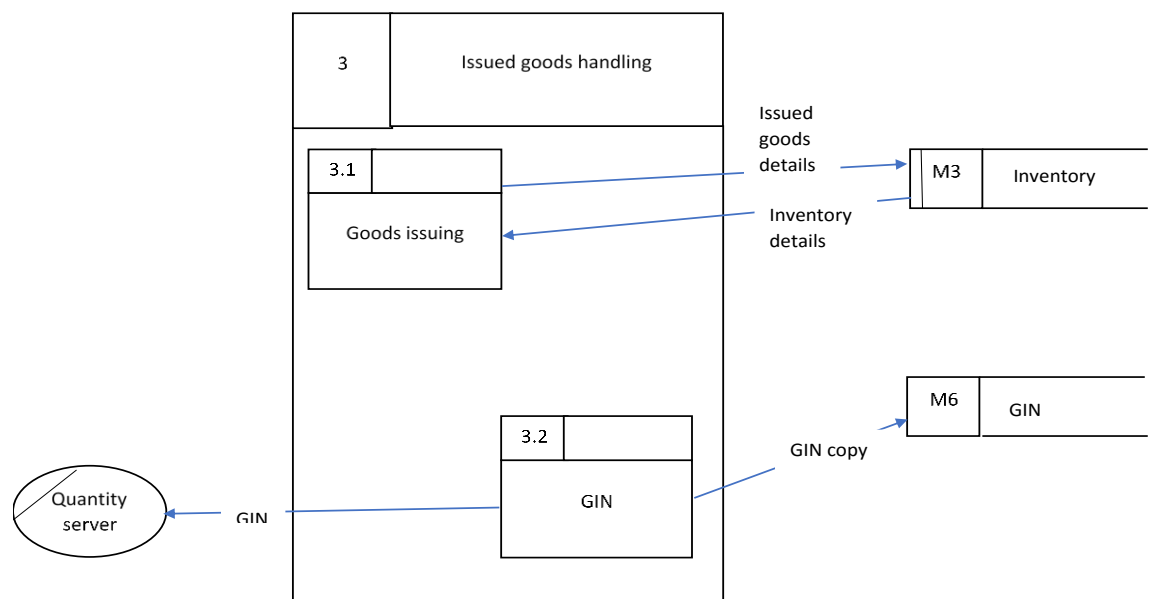 3
Issued goods handling
Issued
goods
details
3.1
M3
Inventory
Goods issuing
Inventory
details
M6
GIN
3.2
GIN copy
Quantity
server
GIN
GIN